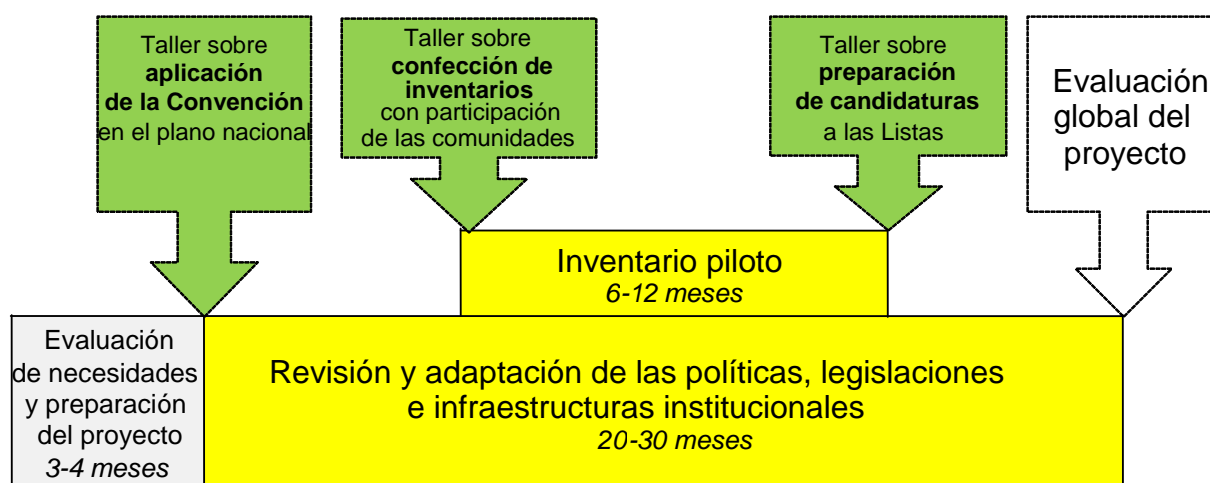 Taller sobre
aplicación
de la Convención
en el plano nacional
Taller sobre
confección de
inventarios
con participación
de las comunidades
Taller sobre
preparación
de candidaturas
a las Listas
Evaluación
global del
proyecto
Inventario piloto
6-12 meses
Evaluación
de necesidades
y preparación
del proyecto
3-4 meses
Revisión y adaptación de las políticas, legislaciones
e infraestructuras institucionales
20-30 meses